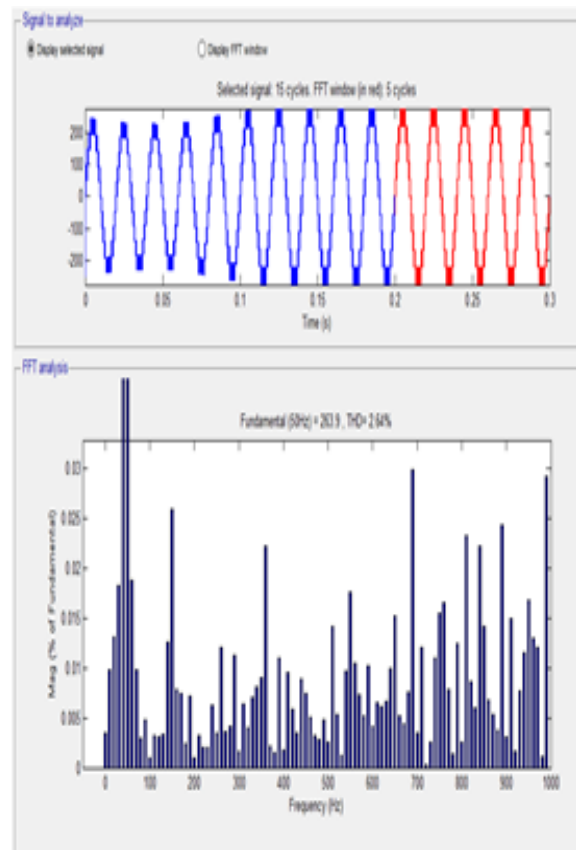 Signal to analyze
Display selected signal Display FFT window
Selected signal: 15 cycles. FFT window (in red): 5 cycles
200
100
0
-100
-200
0 0.05 0.1 0.15 0.2 0.25 0.3
Time (s)
FFT analysis
Fundamental (50Hz) = 263.9 , THD= 2.64%
0.03
0.025
0.02
0.015
0.01
0.005
0
0 100 200 300 400 500 600 700 800 900 1000
Frequency (Hz)
Mag (% of Fundamental)